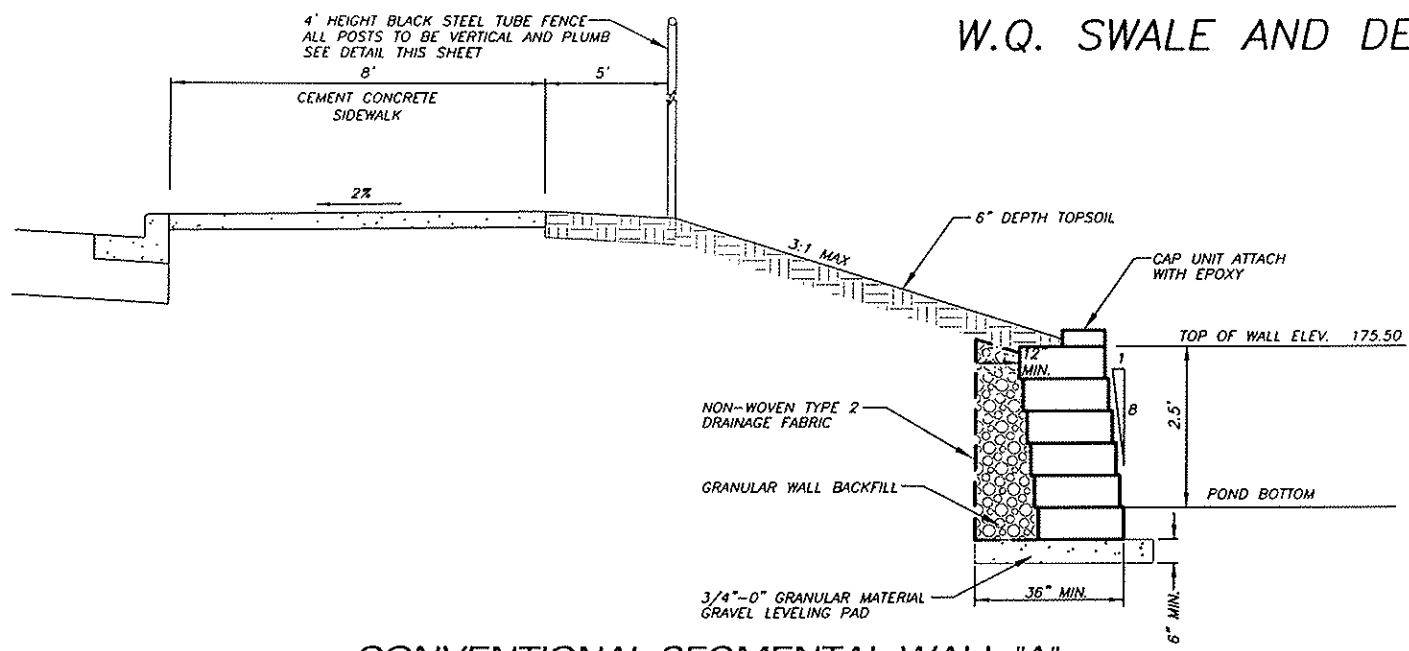 W.Q. SWALE AND DE
4' HEIGHT BLACK STEEL TUBE FENCE
ALL POSTS TO BE VERTICAL AND PLUMB
SEE DETAIL THIS SHEET
8'
5'
CEMENT CONCRETE
SIDEWALK
2%
6" DEPTH TOPSOIL
3:1 MAX
CAP UNIT ATTACH
WITH EPOXY
TOP OF WALL ELEV. 175.50
12"
MIN.
1
8
2.5'
NON-WOVEN TYPE 2
DRAINAGE FABRIC
GRANULAR WALL BACKFILL
POND BOTTOM
3/4"-0" GRANULAR MATERIAL
GRAVEL LEVELING PAD
36" MIN.
6" MIN.
CONVENTIONAL SEGMENTAL WALL "A"